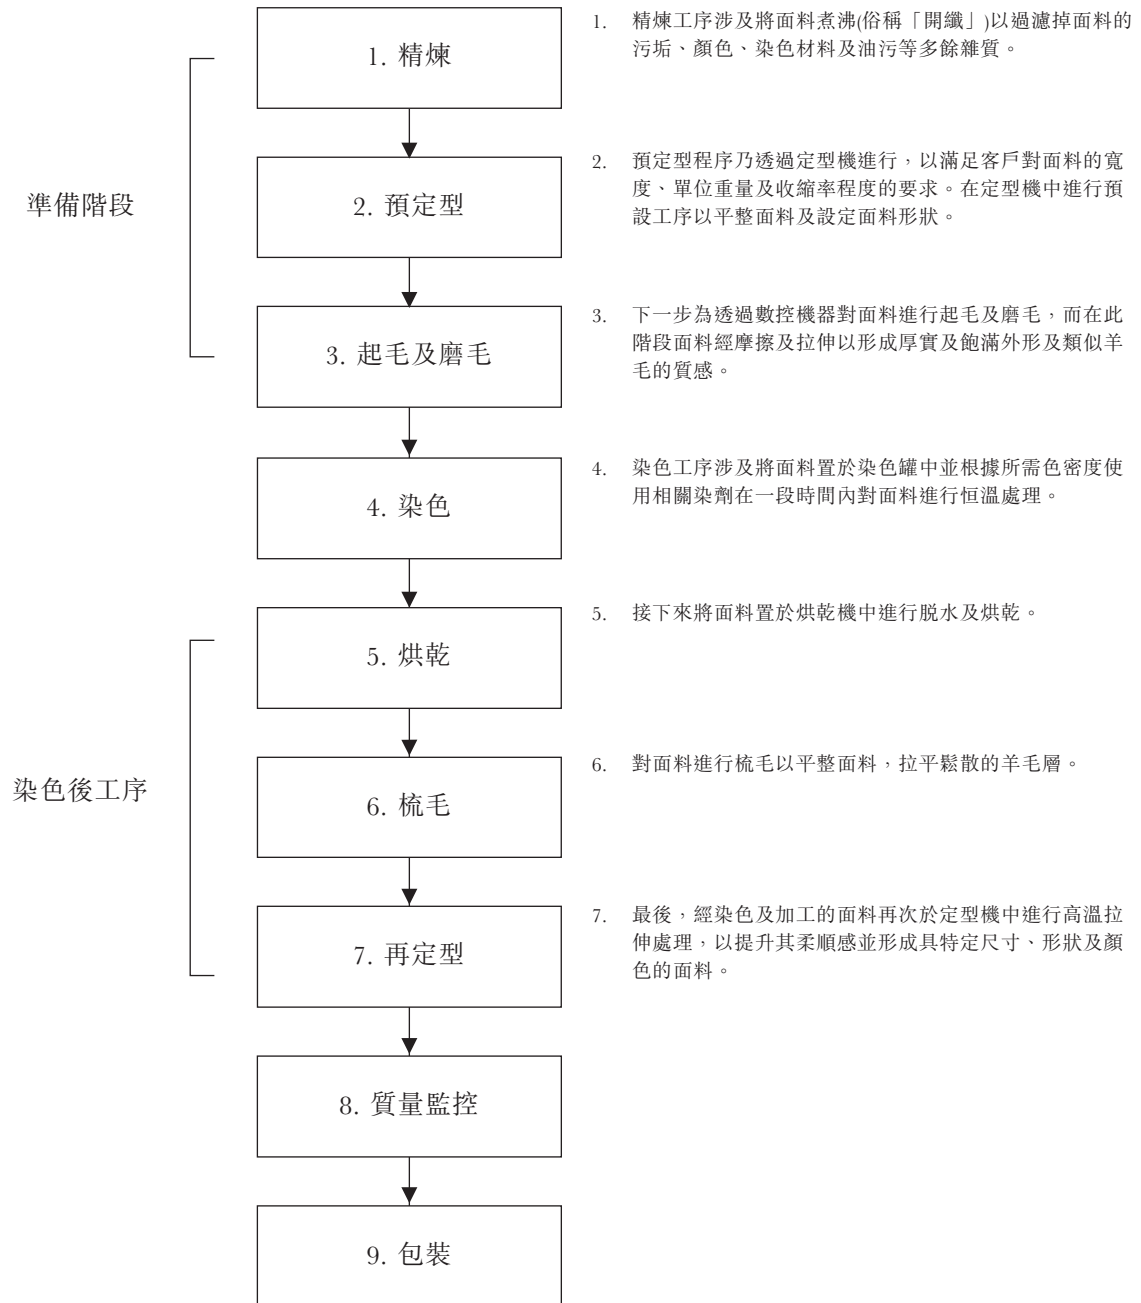 1. 精煉
1. 精煉工序涉及將面料煮沸(俗稱「開纖」)以過濾掉面料的
污垢、顏色、染色材料及油污等多餘雜質。
準備階段
2. 預定型
2. 預定型程序乃透過定型機進行，以滿足客戶對面料的寬
度、單位重量及收縮率程度的要求。在定型機中進行預
設工序以平整面料及設定面料形狀。
3. 起毛及磨毛
3. 下一步為透過數控機器對面料進行起毛及磨毛，而在此
階段面料經摩擦及拉伸以形成厚實及飽滿外形及類似羊
毛的質感。
4. 染色
4. 染色工序涉及將面料置於染色罐中並根據所需色密度使
用相關染劑在一段時間內對面料進行恒溫處理。
5. 烘乾
5. 接下來將面料置於烘乾機中進行脱水及烘乾。
染色後工序
6. 梳毛
6. 對面料進行梳毛以平整面料，拉平鬆散的羊毛層。
7. 再定型
7. 最後，經染色及加工的面料再次於定型機中進行高溫拉
伸處理，以提升其柔順感並形成具特定尺寸、形狀及顏
色的面料。
8. 質量監控
9. 包裝